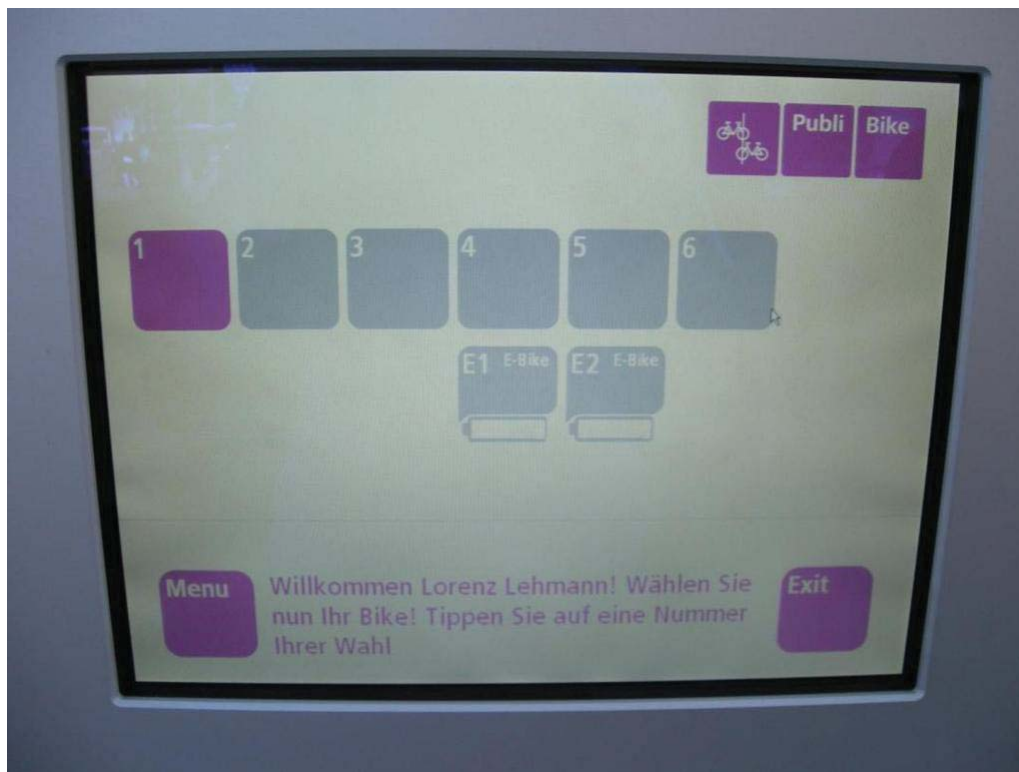 Publi Bike
1 2 3 4 5 6
E1 E-Bike E2 E-Bike
Menu
Willkommen Lorenz Lehmann! Wählen Sie
nun Ihr Bike! Tippen Sie auf eine Nummer
Ihrer Wahl
Exit